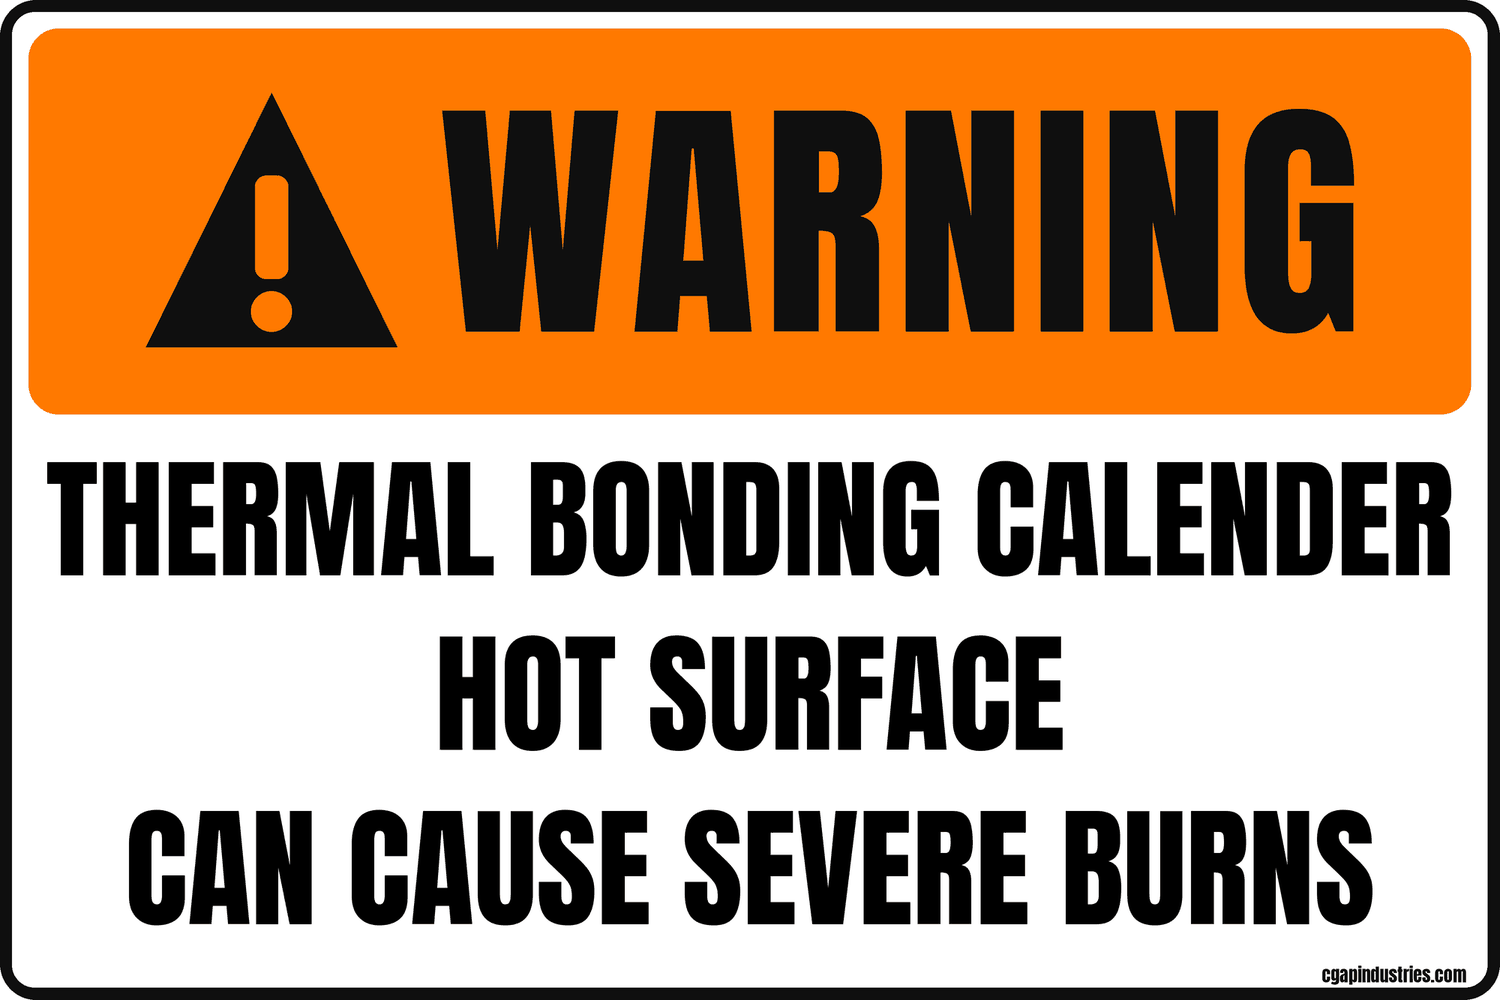 WARNING
THERMAL BONDING CALENDER
HOT SURFACE
CAN CAUSE SEVERE BURNS
cgapindustries.com